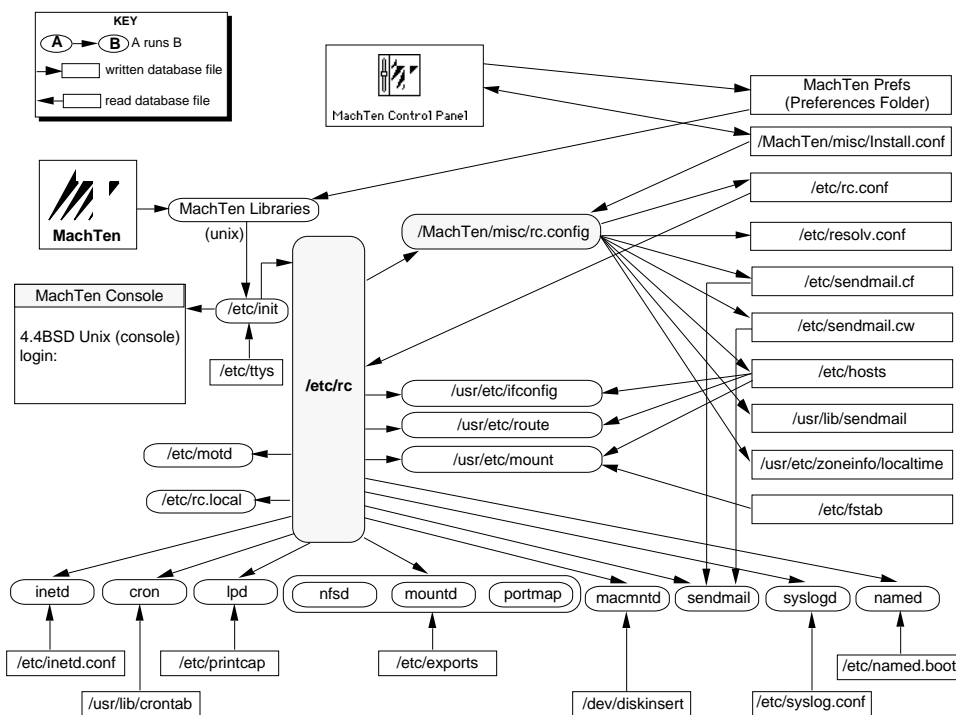 KEY
A B A runs B
written database file
read database file
MachTen Control Panel
MachTen Prefs
(Preferences Folder)
/MachTen/misc/Install.conf
MachTen
MachTen Libraries
(unix)
/MachTen/misc/rc.config
/etc/rc.conf
/etc/resolv.conf
/etc/sendmail.cf
/etc/sendmail.cw
/etc/hosts
/usr/lib/sendmail
/usr/etc/zoneinfo/localtime
/etc/fstab
MachTen Console
4.4BSD Unix (console)
login:
/etc/init
/etc/ttys
/etc/rc
/usr/etc/ifconfig
/usr/etc/route
/usr/etc/mount
/etc/motd
/etc/rc.local
inetd
cron
lpd
nfsd
mountd
portmap
macmntd
sendmail
syslogd
named
/etc/inetd.conf
/etc/printcap
/etc/exports
/etc/named.boot
/usr/lib/crontab
/dev/diskinsert
/etc/syslog.conf